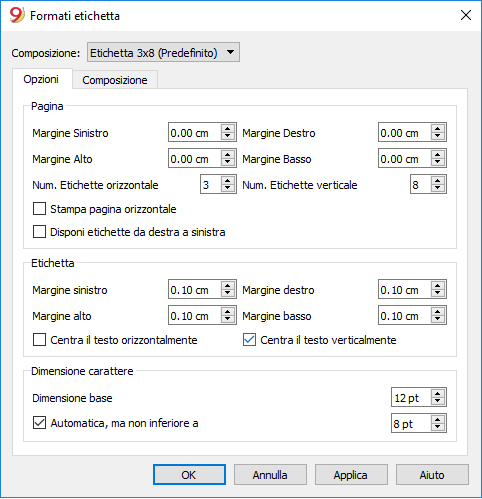 Formati etichetta
Composizione: Etichetta 3x8 (Predefinito)
Opzioni Composizione
Pagina
Margine Sinistro 0.00 cm Margine Destro 0.00 cm
Margine Alto 0.00 cm Margine Basso 0.00 cm
Num. Etichette orizzontale 3 Num. Etichette verticale 8
Stampa pagina orizzontale
Disponi etichette da destra a sinistra
Etichetta
Margine sinistro 0.10 cm Margine destro 0.10 cm
Margine alto 0.10 cm Margine basso 0.10 cm
Centra il testo orizzontalmente Centra il testo verticalmente
Dimensione carattere
Dimensione base 12 pt
Automatica, ma non inferiore a 8 pt
OK Annulla Applica Aiuto